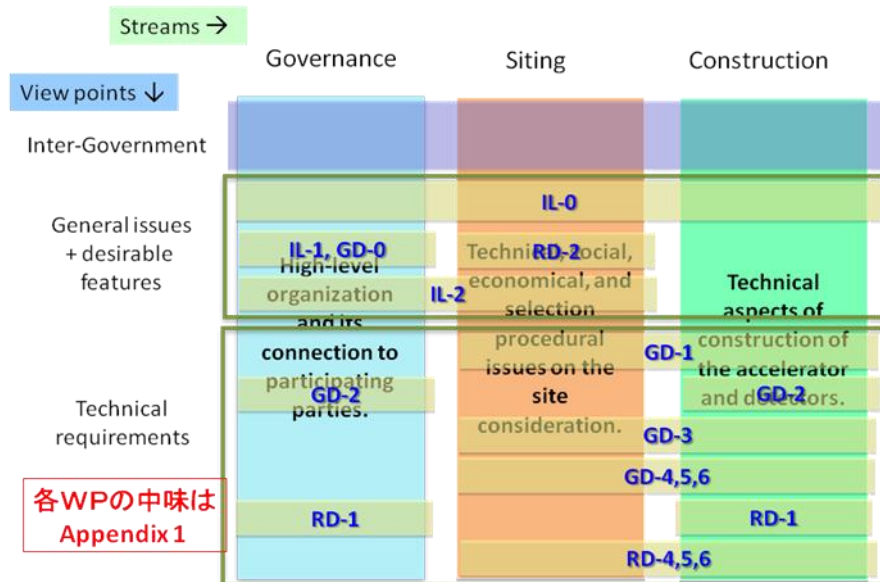 Streams →
Governance
Siting
Construction
View points ↓
Inter-Government
General issues
+ desirable
features
IL-0
IL-1, GD-0
RD-2
IL-2
High-level
organization
and its
connection to
participating
parties.
Technical, social,
economical, and
selection
procedural
issues on the
site
consideration.
Technical
aspects of
construction of
the accelerator
and detectors.
Technical
requirements
GD-1
GD-2
GD-2
GD-3
GD-4,5,6
RD-1
RD-1
RD-4,5,6
各WPの中味は
Appendix 1